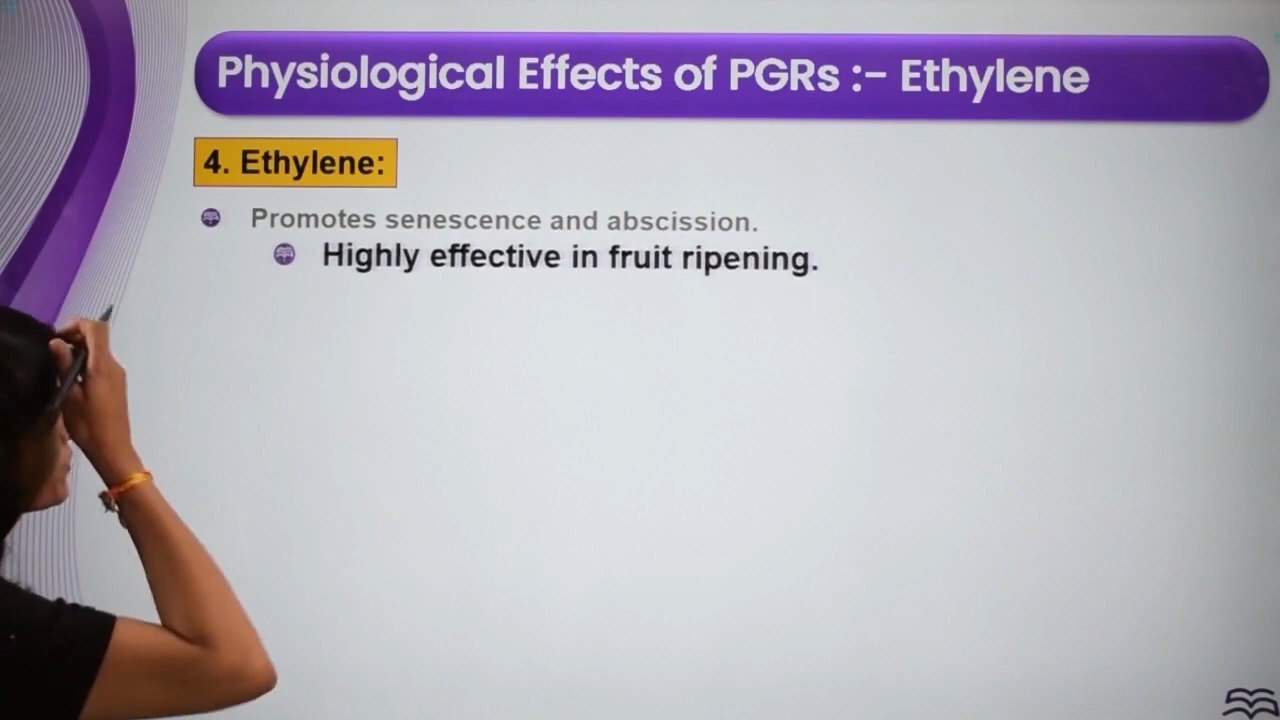 Physiological Effects of PGRs :- Ethylene
4. Ethylene:
Promotes senescence and abscission.
Highly effective in fruit ripening.